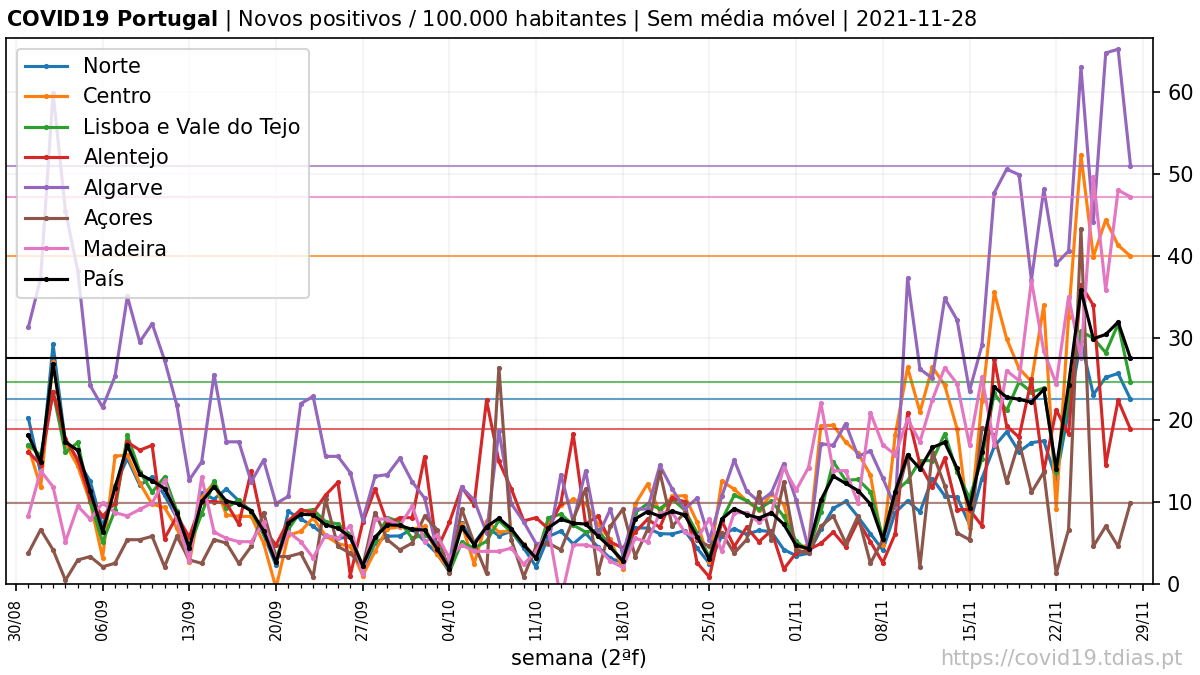 COVID19 Portugal | Novos positivos / 100.000 habitantes | Sem média móvel | 2021-11-28
Norte
Centro
Lisboa e Vale do Tejo
Alentejo
Algarve
Açores
Madeira
País
60
50
40
30
20
10
0
30/08
06/09
13/09
20/09
27/09
04/10
11/10
18/10
25/10
01/11
08/11
15/11
22/11
29/11
semana (2ªf)
https://covid19.tdias.pt